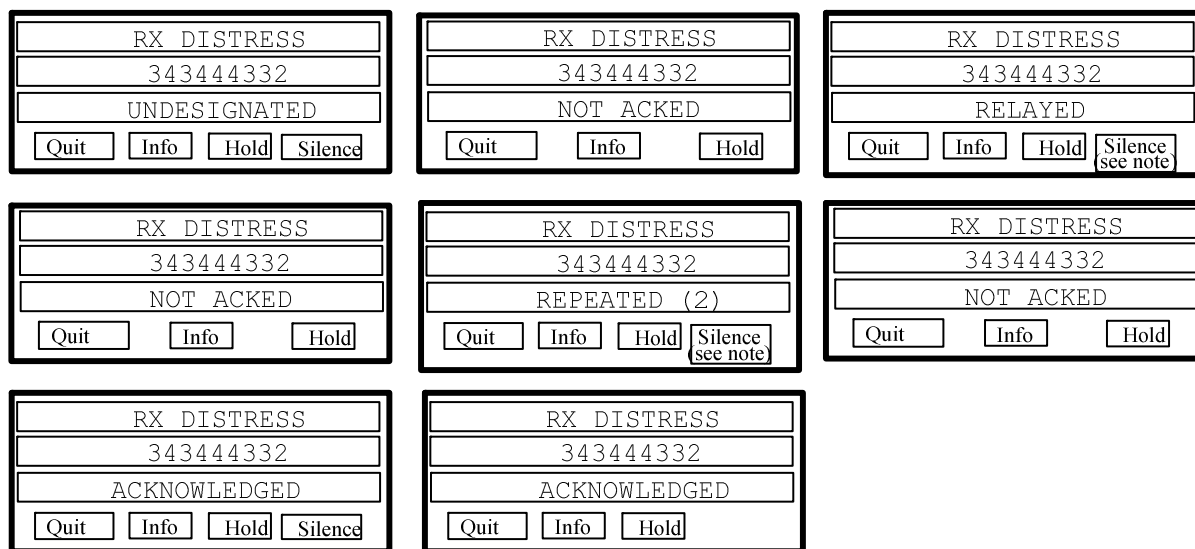 RX DISTRESS
343444332
UNDESIGNATED
Quit Info Hold Silence
RX DISTRESS
343444332
NOT ACKED
Quit Info Hold
RX DISTRESS
343444332
RELAYED
Quit Info Hold Silence
(see note)
RX DISTRESS
343444332
NOT ACKED
Quit Info Hold
RX DISTRESS
343444332
REPEATED (2)
Quit Info Hold Silence
(see note)
RX DISTRESS
343444332
NOT ACKED
Quit Info Hold
RX DISTRESS
343444332
ACKNOWLEDGED
Quit Info Hold Silence
RX DISTRESS
343444332
ACKNOWLEDGED
Quit Info Hold